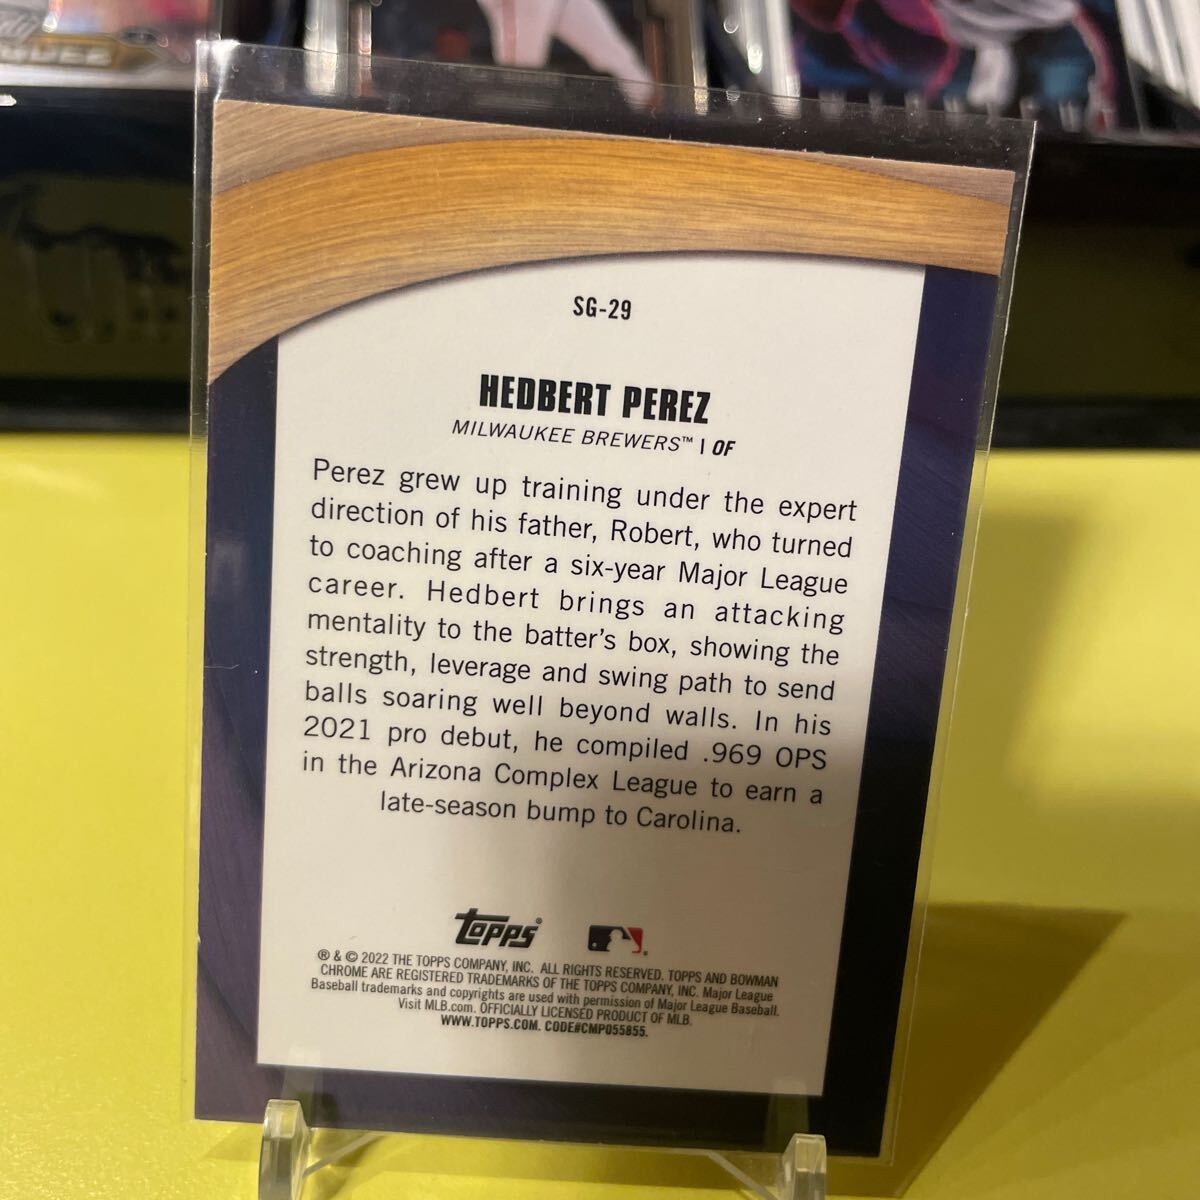 SG-29
HEDBERT PEREZ
MILWAUKEE BREWERS™ | OF
Perez grew up training under the expert
direction of his father, Robert, who turned
to coaching after a six-year Major League
career. Hedbert brings an attacking
mentality to the batter's box, showing the
strength, leverage and swing path to send
balls soaring well beyond walls. In his
2021 pro debut, he compiled .969 OPS
in the Arizona Complex League to earn a
late-season bump to Carolina.
topps®
® & © 2022 THE TOPPS COMPANY, INC. ALL RIGHTS RESERVED. TOPPS AND BOWMAN
CHROME ARE REGISTERED TRADEMARKS OF THE TOPPS COMPANY, INC. Major League
Baseball trademarks and copyrights are used with permission of Major League Baseball.
Visit MLB.com. OFFICIALLY LICENSED PRODUCT OF MLB.
WWW.TOPPS.COM. CODE#CMP055855.